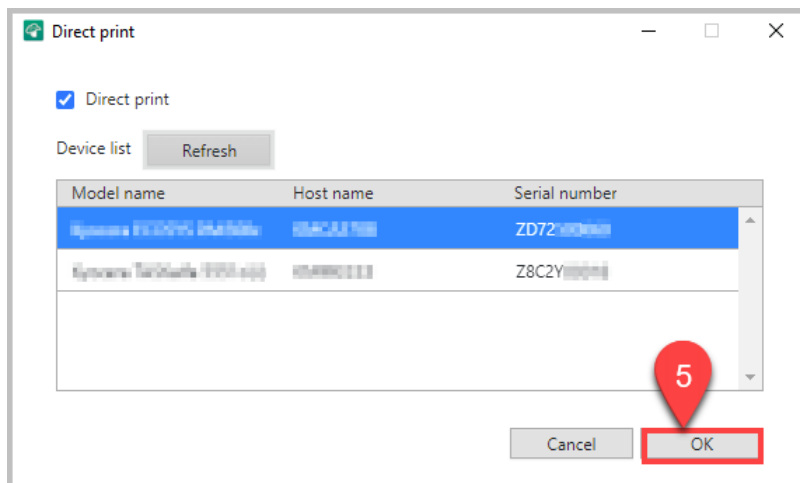 Direct print
Direct print
Device list Refresh
Model name Host name Serial number
ZD72
Z8C2Y
5
Cancel OK